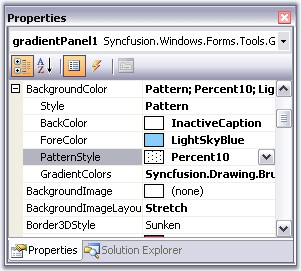 Properties
gradientPanel1 Syncfusion.Windows.Forms.Tools.G
BackgroundColor Pattern; Percent10; Lig
Style Pattern
BackColor InactiveCaption
ForeColor LightSkyBlue
PatternStyle Percent10
GradientColors Syncfusion.Drawing.Bru
BackgroundImage (none)
BackgroundImageLayou Stretch
Border3DStyle Sunken
Properties Solution Explorer